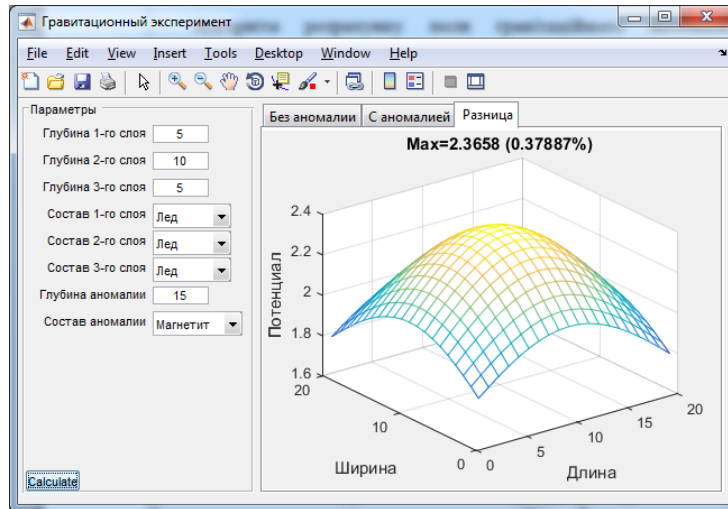 Гравитационный эксперимент
File Edit View Insert Tools Desktop Window Help
Параметры
Глубина 1-го слоя 5
Глубина 2-го слоя 10
Глубина 3-го слоя 5
Состав 1-го слоя Лед
Состав 2-го слоя Лед
Состав 3-го слоя Лед
Глубина аномалии 15
Состав аномалии Магнетит
Calculate
Без аномалии С аномалией Разница
Max=2.3658 (0.37887%)
Потенциал
2.4
2.2
2
1.8
1.6
20
10
0
Ширина
0
5
10
15
20
Длина